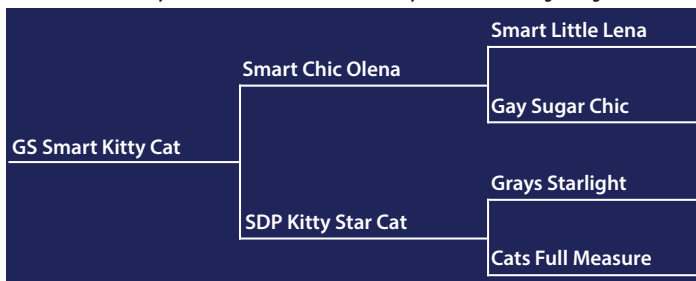 Smart Little Lena
Smart Chic Olena
Gay Sugar Chic
GS Smart Kitty Cat
Grays Starlight
SDP Kitty Star Cat
Cats Full Measure